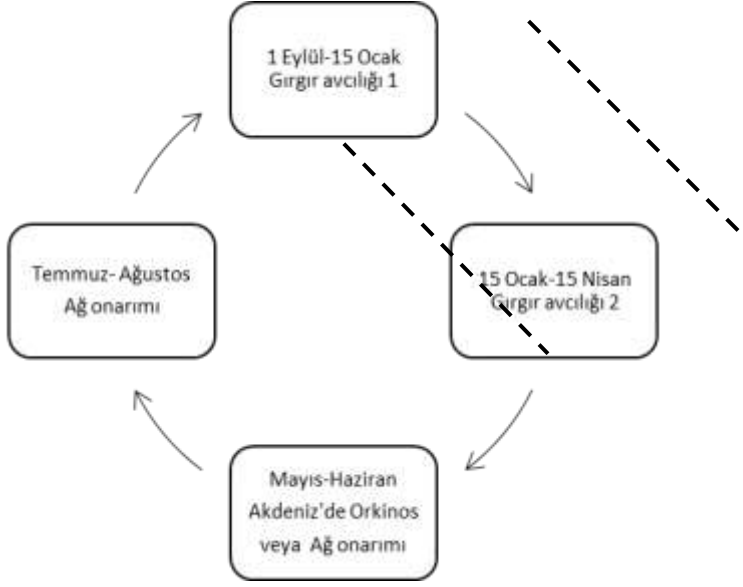 1 Eylül-15 Ocak
Gırgır avcılığı 1
15 Ocak-15 Nisan
Gırgır avcılığı 2
Mayıs-Haziran
Akdeniz'de Orkinos
veya Ağ onarımı
Temmuz- Ağustos
Ağ onarımı